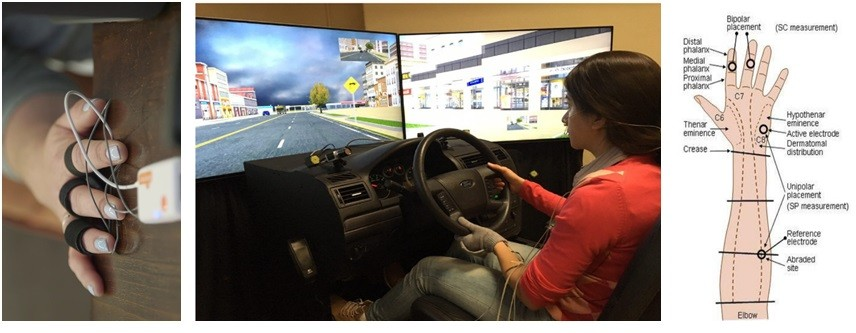 Ford
Bipolar
placement
(SC measurement)
Distal
phalanx
Medial
phalanx
Proximal
phalanx
C7
C6
Thenar
eminence
Hypothenar
eminence
Active electrode
C8
Dermatomal
distribution
Crease
Unipolar
placement
(SP measurement)
Reference
electrode
Abraded
site
Elbow